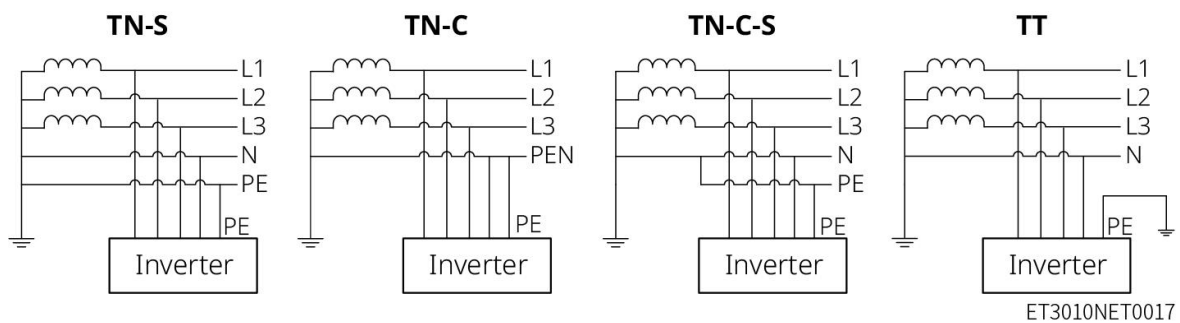 TN-S TN-C TN-C-S TT
L1 L1 L1 L1
L2 L2 L2 L2
L3 L3 L3 L3
N PEN N N
PE PE
PE PE PE PE
Inverter Inverter Inverter Inverter
ET3010NET0017